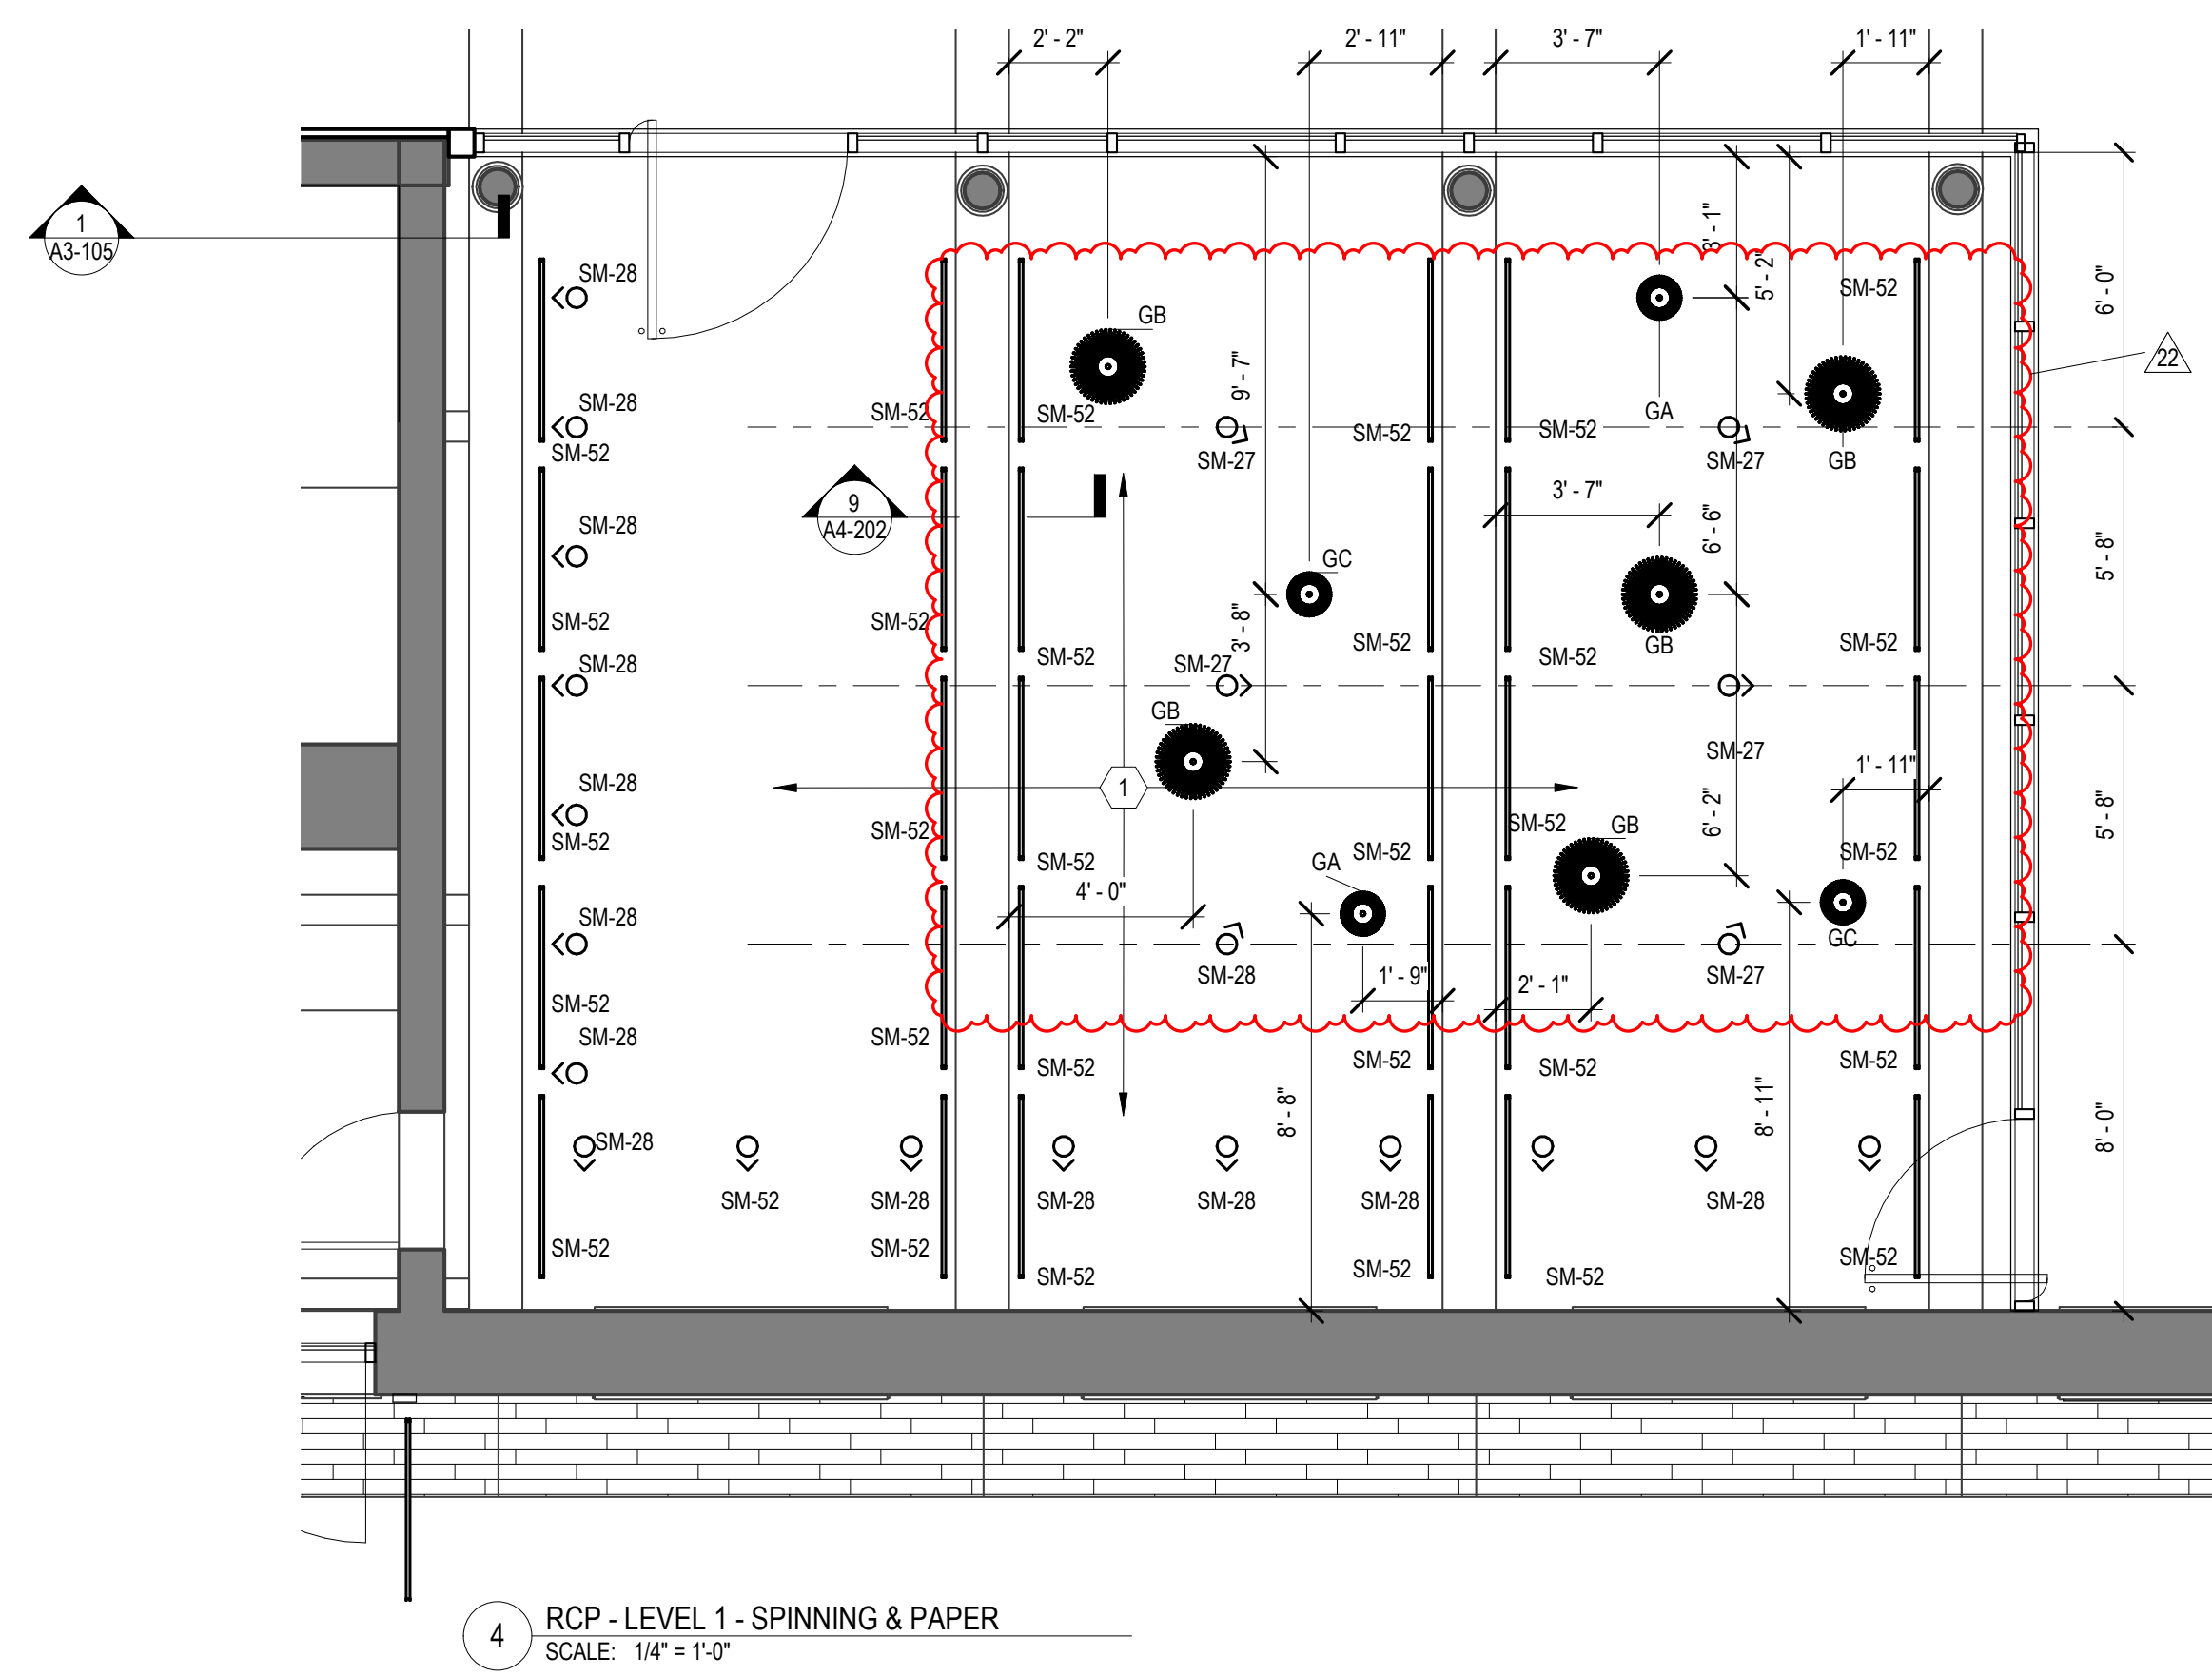 2' - 2"
2' - 11"
3' - 7"
1' - 11"
1
A3-105
3' - 1"
5' - 2"
6' - 0"
SM-28
SM-52
GB
9' - 7"
22
SM-28
SM-52
SM-52
SM-52
GA
SM-52
SM-52
SM-27
SM-27
GB
9
A4-202
3' - 7"
6' - 6"
SM-28
GC
5' - 8"
SM-52
SM-52
3' - 8"
SM-52
SM-52
GB
SM-52
SM-28
SM-52
SM-27
SM-52
GB
SM-27
1' - 11"
SM-28
1
6' - 2"
5' - 8"
SM-52
SM-52
SM-52
GB
SM-52
SM-52
GA
SM-52
4' - 0"
SM-28
GC
SM-28
SM-27
1' - 9"
2' - 1"
SM-52
SM-28
SM-52
SM-52
SM-52
SM-52
SM-52
8' - 8"
8' - 11"
8' - 0"
SM-28
SM-52
SM-28
SM-28
SM-28
SM-28
SM-28
SM-52
SM-52
SM-52
SM-52
SM-52
SM-52
4
RCP - LEVEL 1 - SPINNING & PAPER
SCALE: 1/4" = 1'-0"